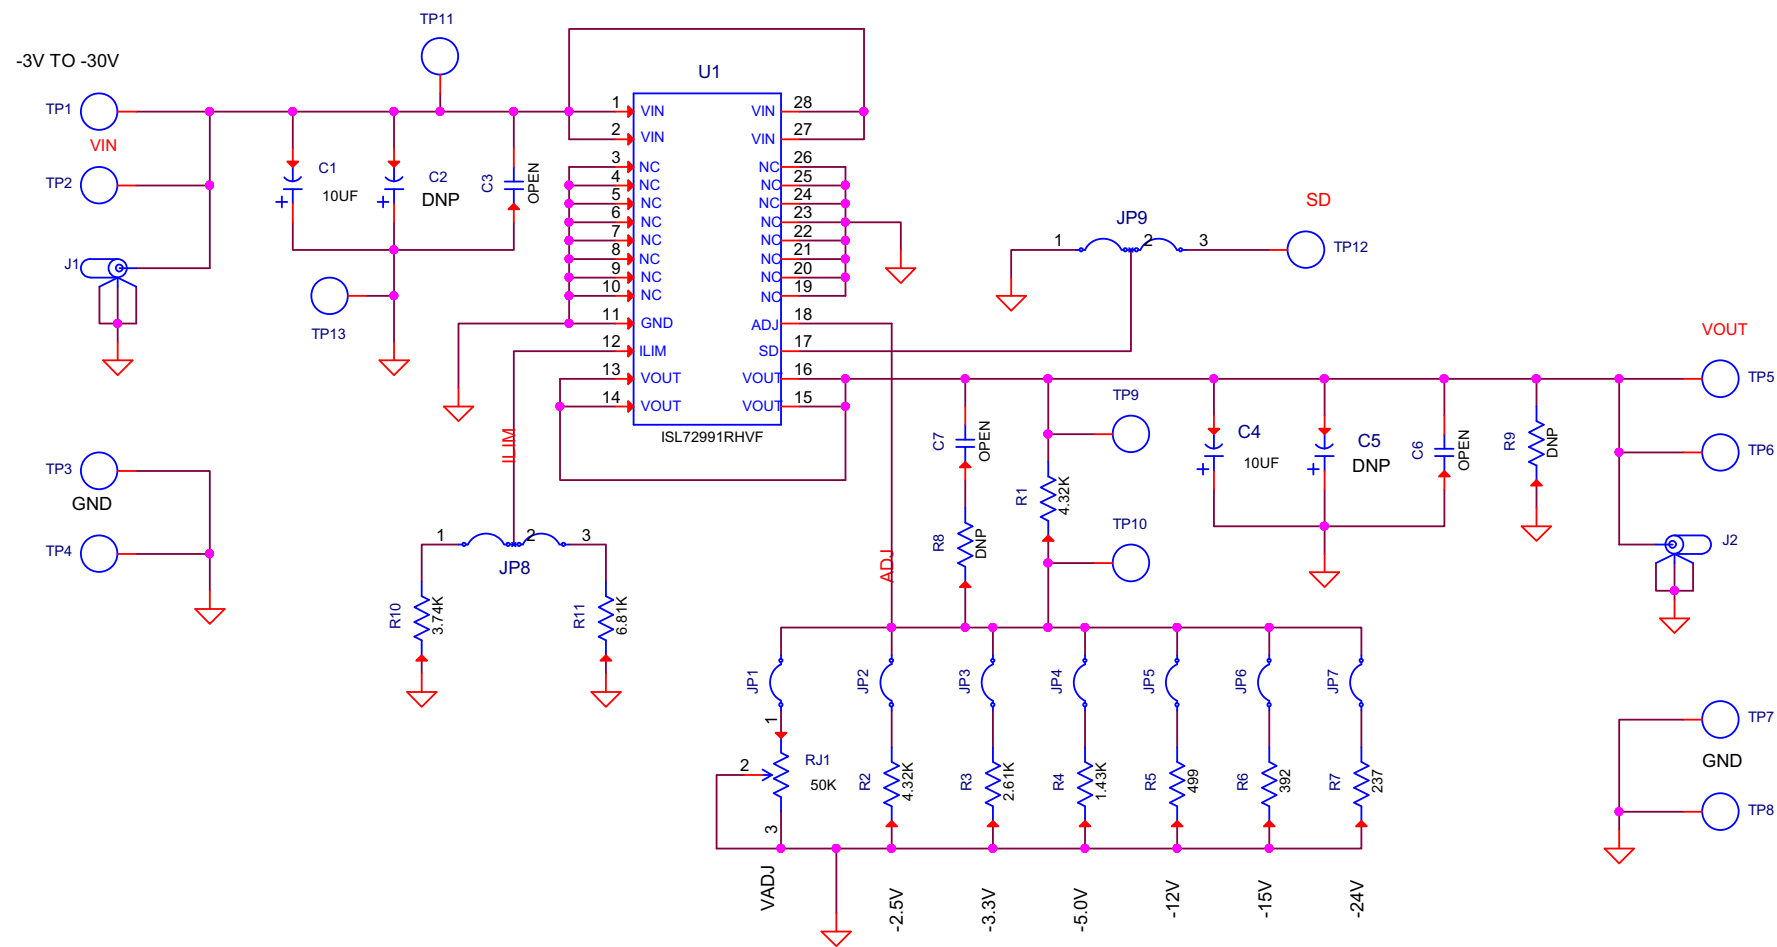 TP11
-3V TO -30V
U1
TP1
VIN
TP2
1 VIN VIN 28
2 VIN VIN 27
3 NC NC 26
4 NC NC 25
5 NC NC 24
6 NC NC 23
7 NC NC 22
8 NC NC 21
9 NC NC 20
10 NC NC 19
11 GND ADJ 18
12 ILIM SD 17
13 VOUT VOUT 16
14 VOUT VOUT 15
ISL72991RHVF
C1
10UF
+
C2
DNP
+
C3
OPEN
J1
TP13
SD
JP9
1 2 3
TP12
VOUT
TP5
TP6
TP3
GND
TP4
ILIM
1 2 3
JP8
R10
3.74K
R11
6.81K
ADJ
C7
OPEN
R8
DNP
TP9
R1
4.32K
TP10
C4
10UF
+
C5
DNP
+
C6
OPEN
R9
DNP
J2
JP1
JP2
JP3
JP4
JP5
JP6
JP7
1
2
3
RJ1
50K
R2
4.32K
R3
2.61K
R4
1.43K
R5
499
R6
392
R7
237
TP7
GND
TP8
VADJ
-2.5V
-3.3V
-5.0V
-12V
-15V
-24V